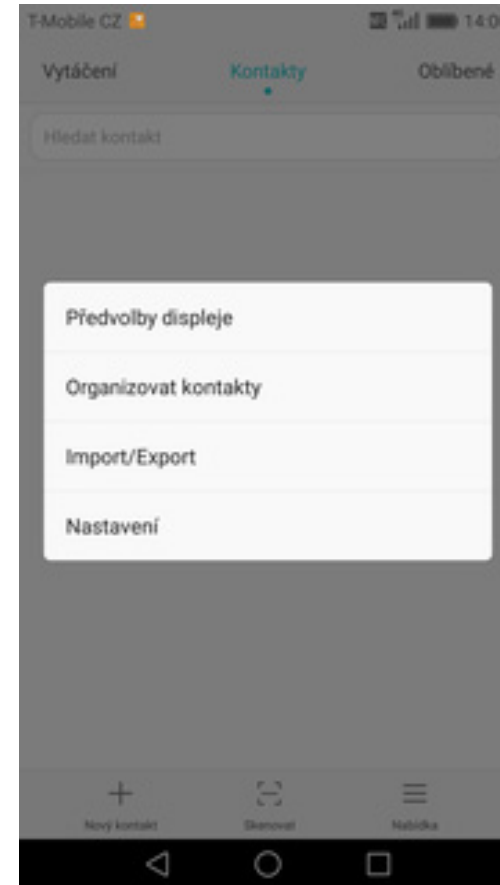 T-Mobile CZ 14:0
Vytáčení Kontakty Oblíbené
Hledat kontakt
Předvolby displeje
Organizovat kontakty
Import/Export
Nastavení
Nový kontakt Skenovat Nabídka